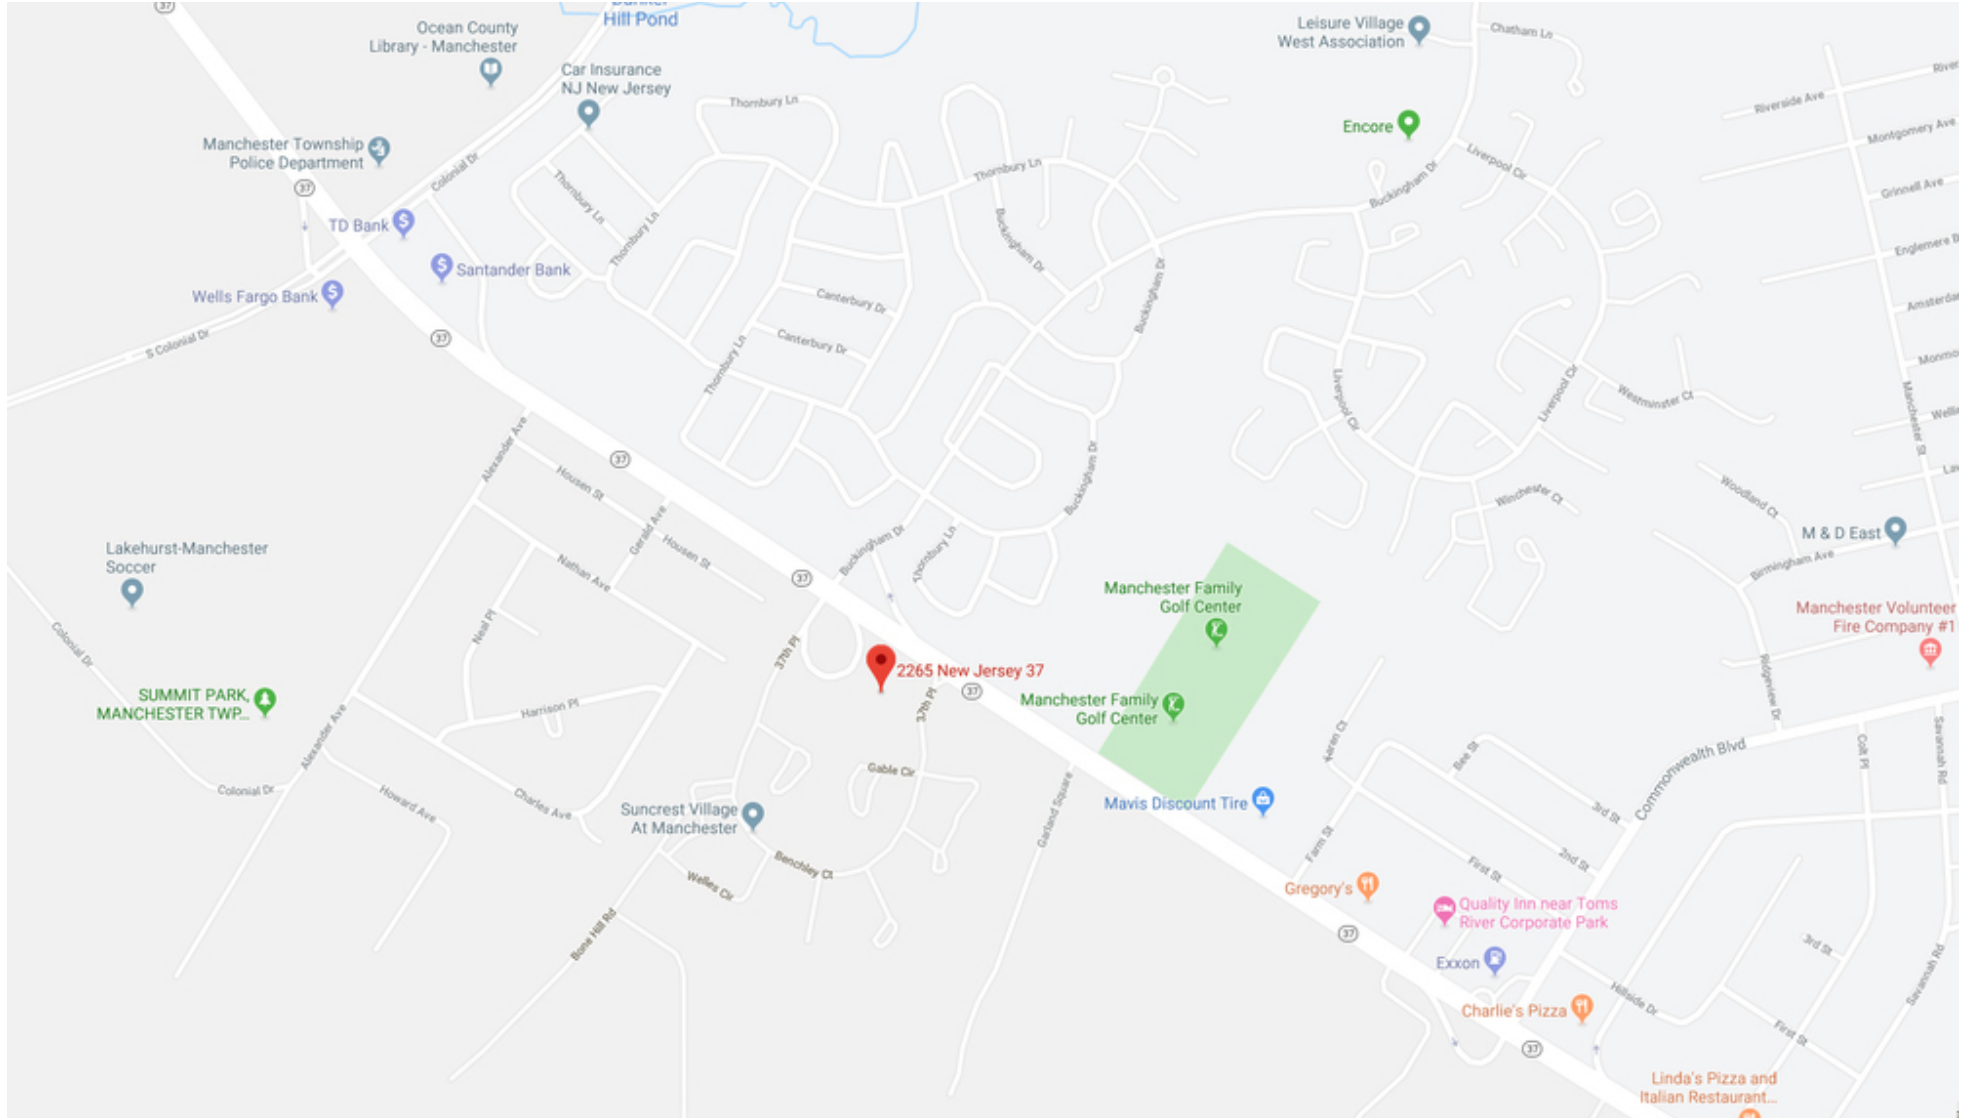 37
Bunker
Hill Pond
Ocean County
Library - Manchester
Car Insurance
NJ New Jersey
Leisure Village
West Association
Chatham Ln
River
Riverside Ave
Thornbury Ln
Encore
Montgomery Ave
Manchester Township
Police Department
Colonial Dr
37
Thornbury Ln
Thornbury Ln
Liverpool Cir
Buckingham Dr
Grinnell Ave
TD Bank
Thornbury Ln
Buckingham Dr
Englemere B
Santander Bank
Wells Fargo Bank
Canterbury Dr
Buckingham Dr
Amsterda
S Colonial Dr
37
Canterbury Dr
Thornbury Ln
Monmo
Liverpool Cir
Liverpool Cir
Westminster Ct
Manchester St
Welli
Alexander Ave
37
Housen St
Buckingham Dr
La
Winchester Ct
Woodland Ct
M & D East
Gerald Ave
Housen St
Buckingham Dr
Thornbury Ln
Lakehurst-Manchester
Soccer
Nathan Ave
37
Birmingham Ave
Manchester Family
Golf Center
Manchester Volunteer
Fire Company #1
Colonial Dr
Neal Pl
37th Pl
2265 New Jersey 37
37
Ridgeview Dr
SUMMIT PARK,
MANCHESTER TWP...
Harrison Pl
37th Pl
Manchester Family
Golf Center
Alexander Ave
Karen Ct
Bee St
Commonwealth Blvd
Colt Pl
Savannah Rd
Colonial Dr
Howard Ave
Charles Ave
Gable Cir
Suncrest Village
At Manchester
Garland Square
Mavis Discount Tire
3rd St
Farm St
Benchley Ct
2nd St
First St
Welles Cir
Gregory's
Quality Inn near Toms
River Corporate Park
Bone Hill Rd
37
3rd St
Exxon
Savannah Rd
Hillside Dr
Charlie's Pizza
First St
37
Linda's Pizza and
Italian Restaurant...